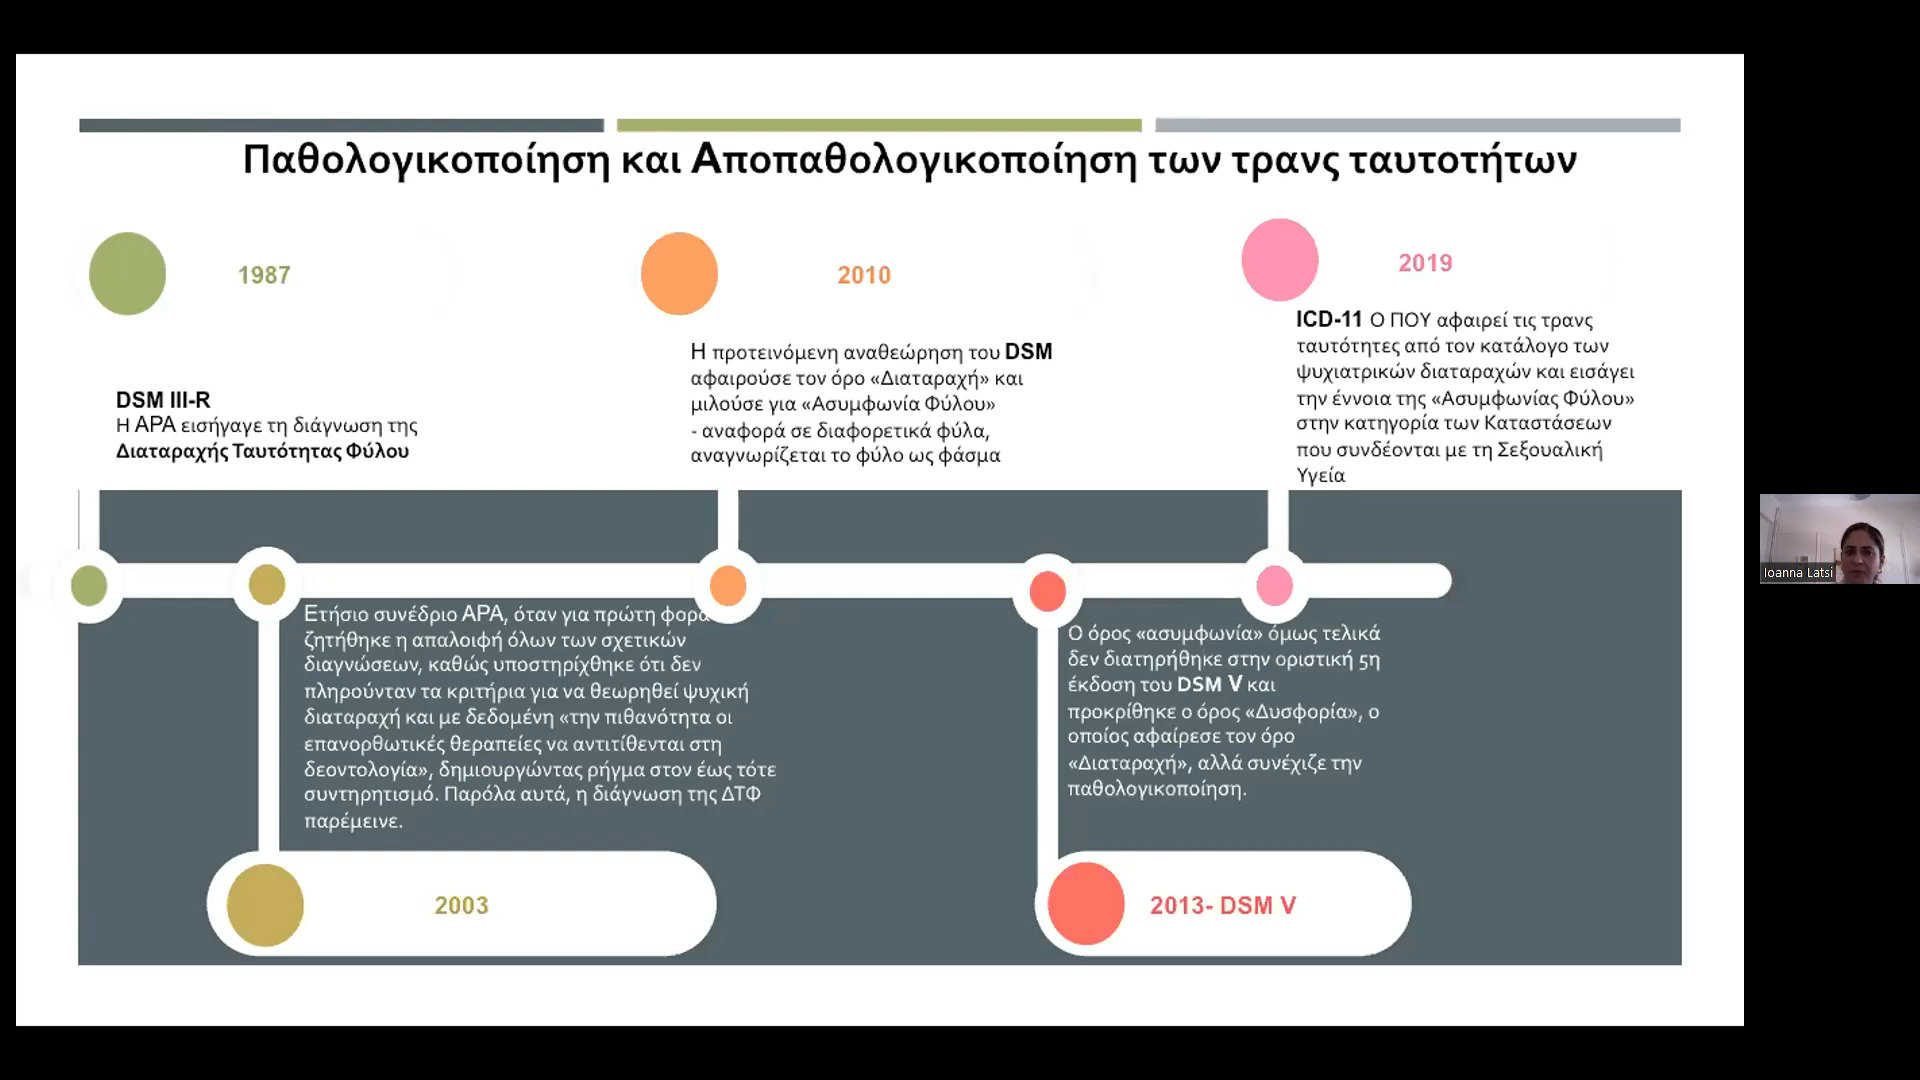 Παθολογικοποίηση και Αποπαθολογικοποίηση των τρανς ταυτοτήτων
1987
DSM III-R
Η APA εισήγαγε τη διάγνωση της
Διαταραχής Ταυτότητας Φύλου
2010
Η προτεινόμενη αναθεώρηση του DSM
αφαιρούσε τον όρο «Διαταραχή» και
μιλούσε για «Ασυμφωνία Φύλου»
- αναφορά σε διαφορετικά φύλα,
αναγνωρίζεται το φύλο ως φάσμα
2019
ICD-11 Ο ΠΟΥ αφαιρεί τις τρανς
ταυτότητες από τον κατάλογο των
ψυχιατρικών διαταραχών και εισάγει
την έννοια της «Ασυμφωνίας Φύλου»
στην κατηγορία των Καταστάσεων
που συνδέονται με τη Σεξουαλική
Υγεία
Ετήσιο συνέδριο APA, όταν για πρώτη φορά
ζητήθηκε η απαλοιφή όλων των σχετικών
διαγνώσεων, καθώς υποστηρίχθηκε ότι δεν
πληρούνταν τα κριτήρια για να θεωρηθεί ψυχική
διαταραχή και με δεδομένη «την πιθανότητα οι
επανορθωτικές θεραπείες να αντιτίθενται στη
δεοντολογία», δημιουργώντας ρήγμα στον έως τότε
συντηρητισμό. Παρόλα αυτά, η διάγνωση της ΔΤΦ
παρέμεινε.
2003
Ο όρος «ασυμφωνία» όμως τελικά
δεν διατηρήθηκε στην οριστική 5η
έκδοση του DSM V και
προκρίθηκε ο όρος «Δυσφορία», ο
οποίος αφαίρεσε τον όρο
«Διαταραχή», αλλά συνέχιζε την
παθολογικοποίηση.
2013- DSM V
Ioanna Latsi